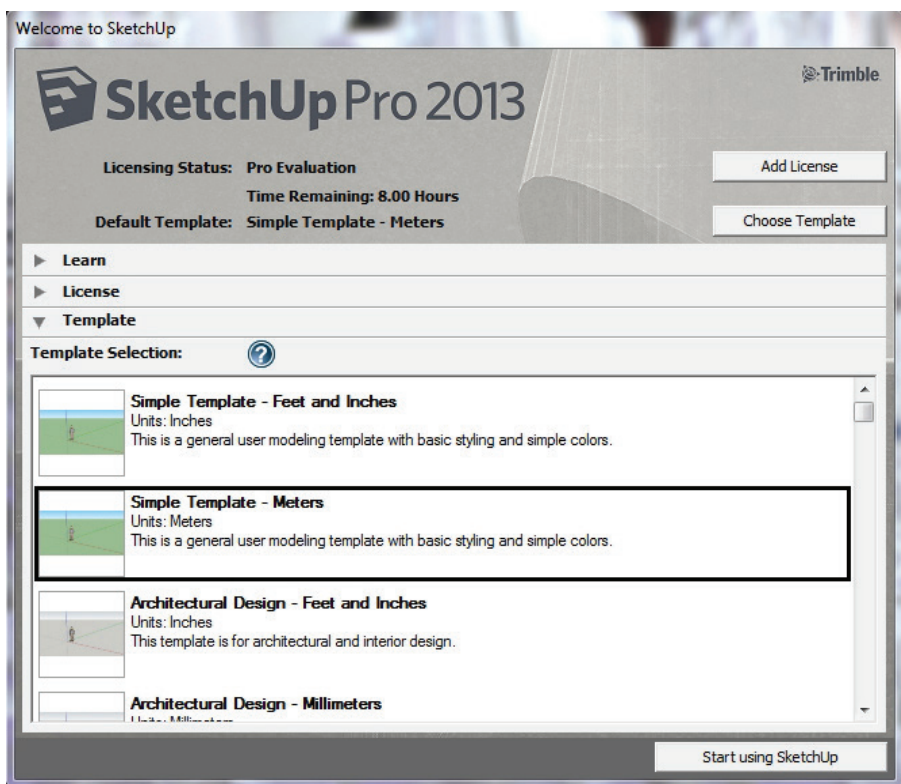 Welcome to SketchUp
SketchUp Pro 2013
Trimble
Licensing Status: Pro Evaluation
Add License
Time Remaining: 8.00 Hours
Default Template: Simple Template - Meters
Choose Template
Learn
License
Template
Template Selection:
?
Simple Template - Feet and Inches
Units: Inches
This is a general user modeling template with basic styling and simple colors.
Simple Template - Meters
Units: Meters
This is a general user modeling template with basic styling and simple colors.
Architectural Design - Feet and Inches
Units: Inches
This template is for architectural and interior design.
Architectural Design - Millimeters
Units: Millimeters
Start using SketchUp